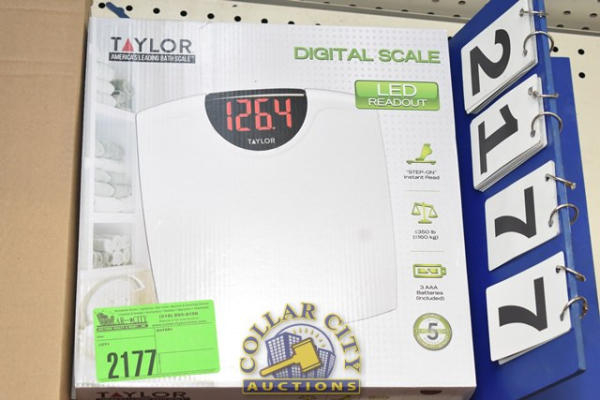 TAYLOR
AMERICA'S LEADING BATH SCALE
DIGITAL SCALE
LED
READOUT
126.4
TAYLOR
"STEP-ON"
Instant Read
≤350 lb
(≤160 kg)
3 AAA
Batteries
(Included)
5
2177
COLLAR CITY
AUCTIONS
2
1
7
7